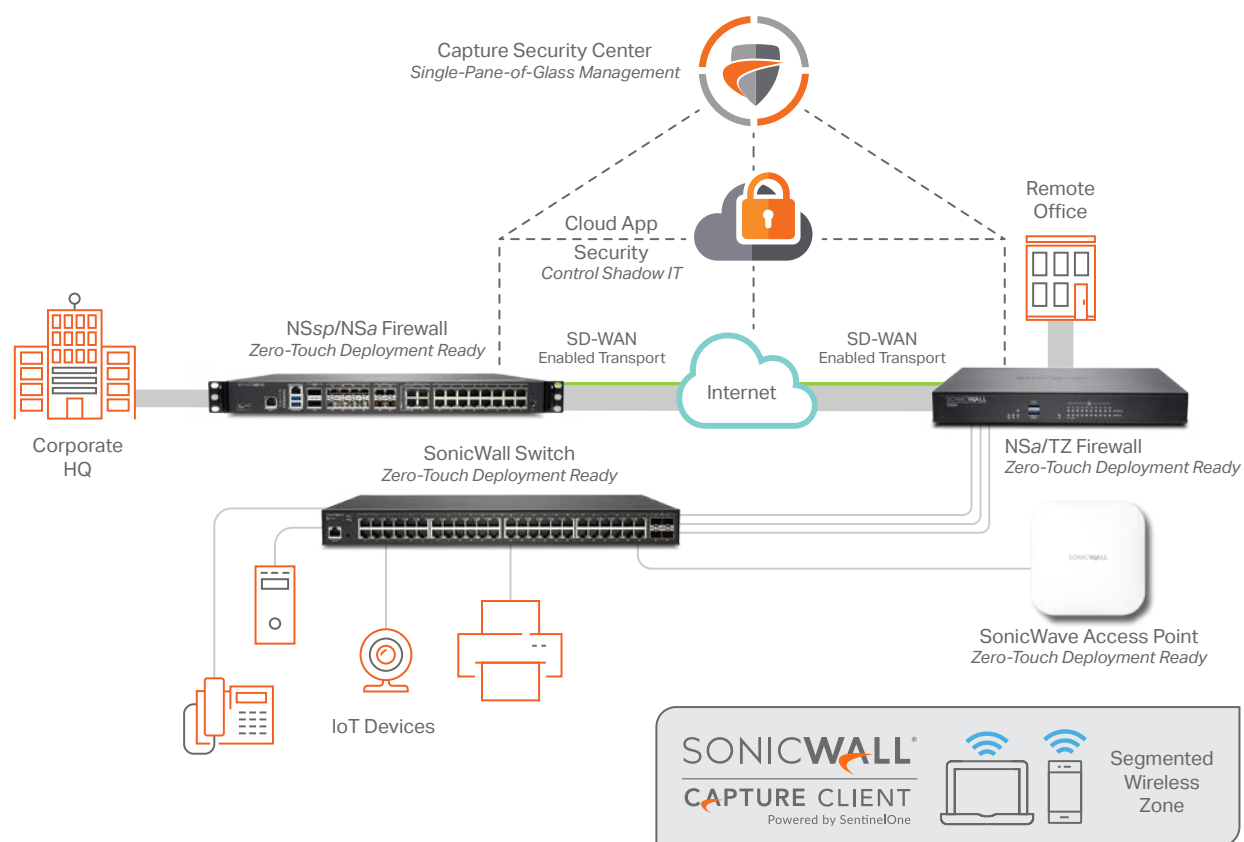 Capture Security Center
Single-Pane-of-Glass Management
Remote
Office
Cloud App
Security
Control Shadow IT
NSsp/NSa Firewall
Zero-Touch Deployment Ready
SD-WAN
Enabled Transport
SD-WAN
Enabled Transport
Internet
SONICWALL
Corporate
HQ
NSa/TZ Firewall
Zero-Touch Deployment Ready
SonicWall Switch
Zero-Touch Deployment Ready
SONICWALL
SonicWave Access Point
Zero-Touch Deployment Ready
IoT Devices
SONICWALL®
CAPTURE CLIENT
Powered by SentinelOne
Segmented
Wireless
Zone